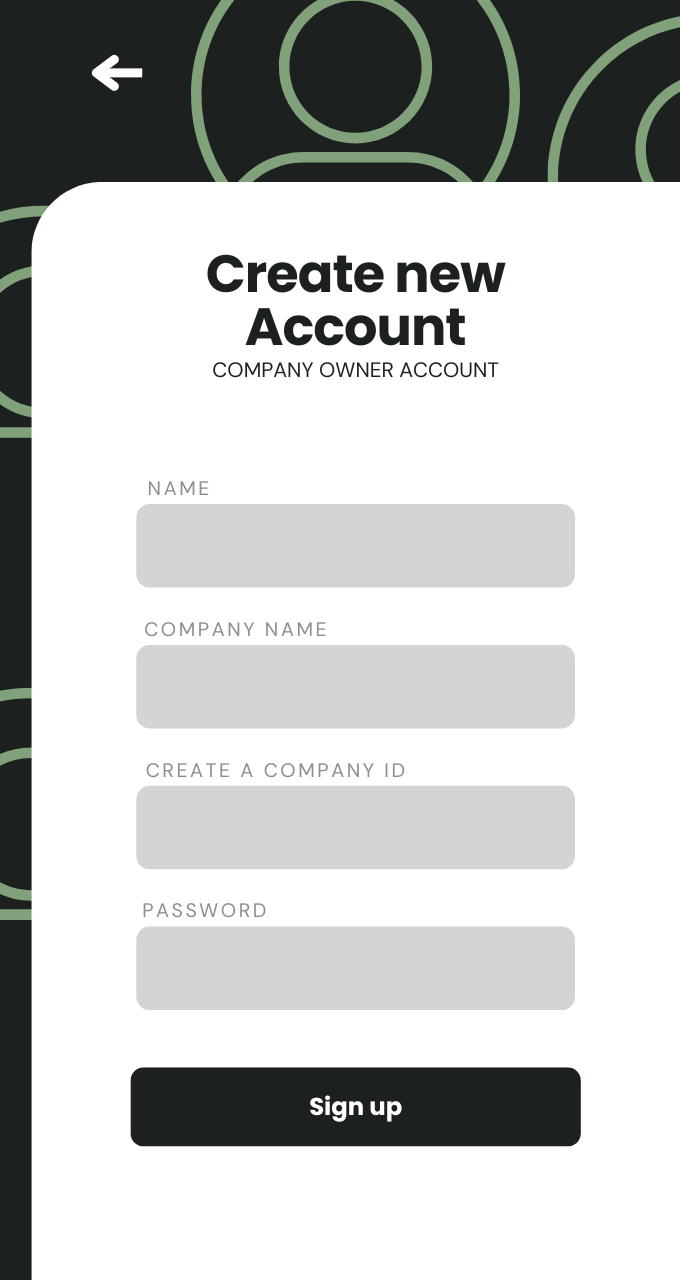 Create new
Account
COMPANY OWNER ACCOUNT
NAME
COMPANY NAME
CREATE A COMPANY ID
PASSWORD
Sign up